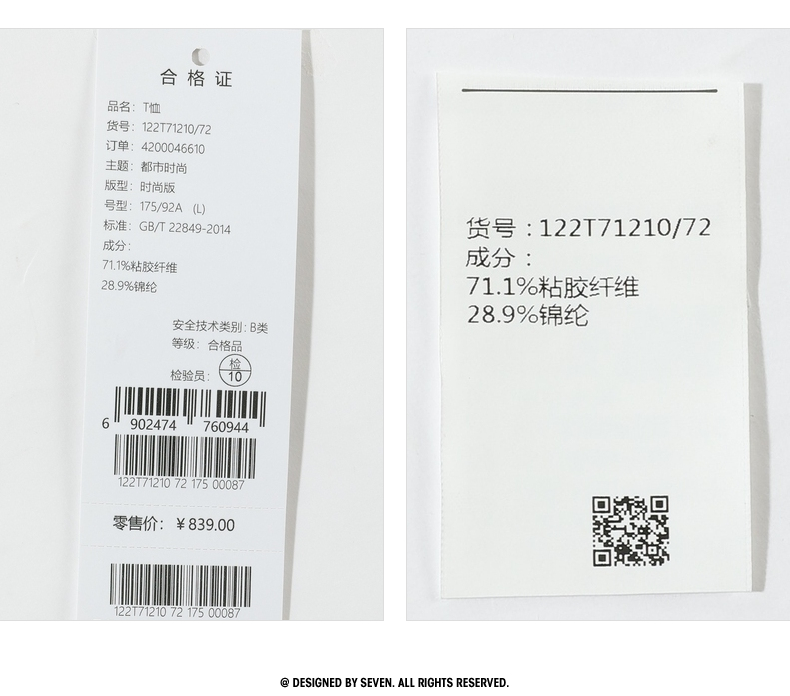 合格证
品名：T恤
货号：122T71210/72
订单：4200046610
主题：都市时尚
版型：时尚版
号型：175/92A （L）
标准：GB/T 22849-2014
成分：
71.1%粘胶纤维
28.9%锦纶
安全技术类别：B类
等级：合格品
检验员：检10
6 902474 760944
122T71210 72 175 00087
零售价：￥839.00
122T71210 72 175 00087
货号：122T71210/72
成分：
71.1%粘胶纤维
28.9%锦纶
@ DESIGNED BY SEVEN. ALL RIGHTS RESERVED.